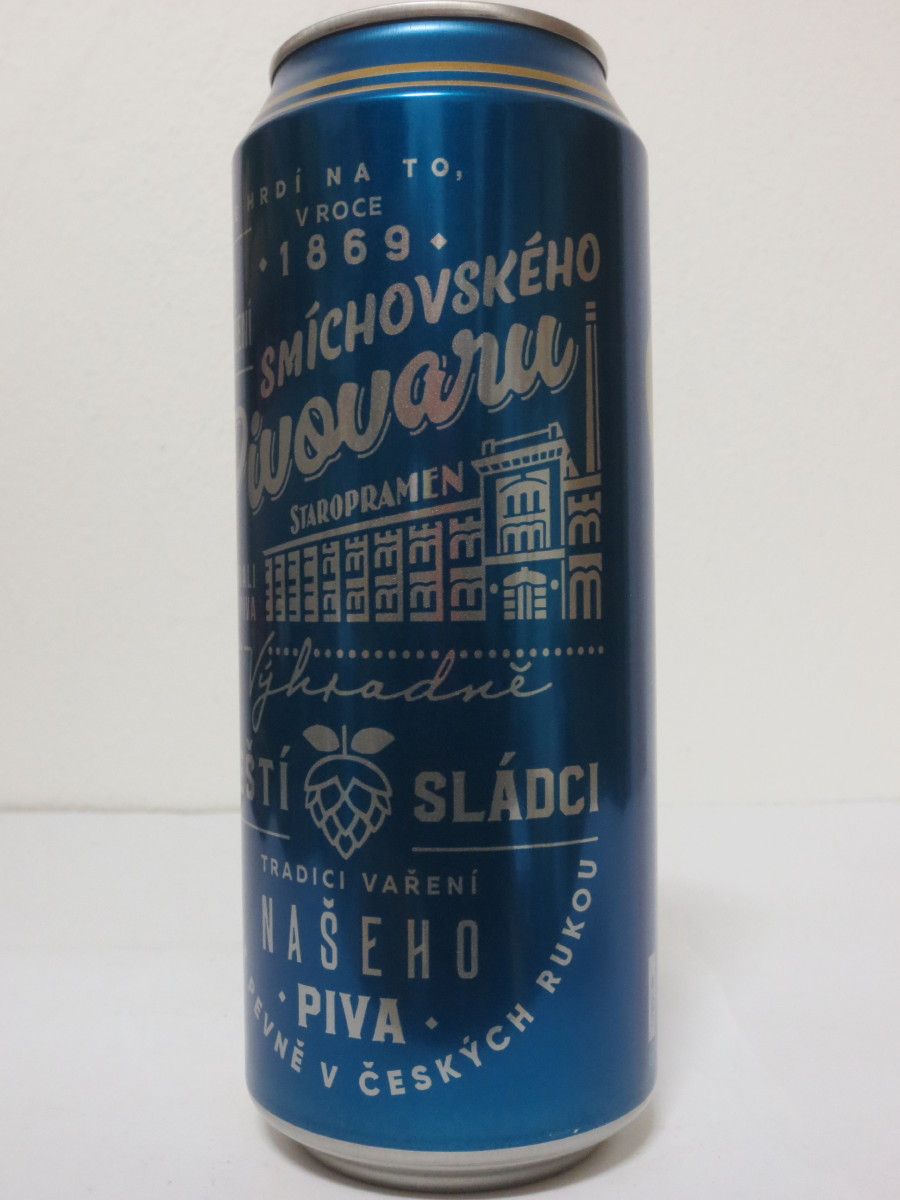 HRDÍ NA TO,
V ROCE
1869
SMÍCHOVSKÉHO
Pivovaru
STAROPRAMEN
Výhradně
SLÁDCI
TRADICI VAŘENÍ
NAŠEHO
PIVA
PEVNĚ V ČESKÝCH RUKOU